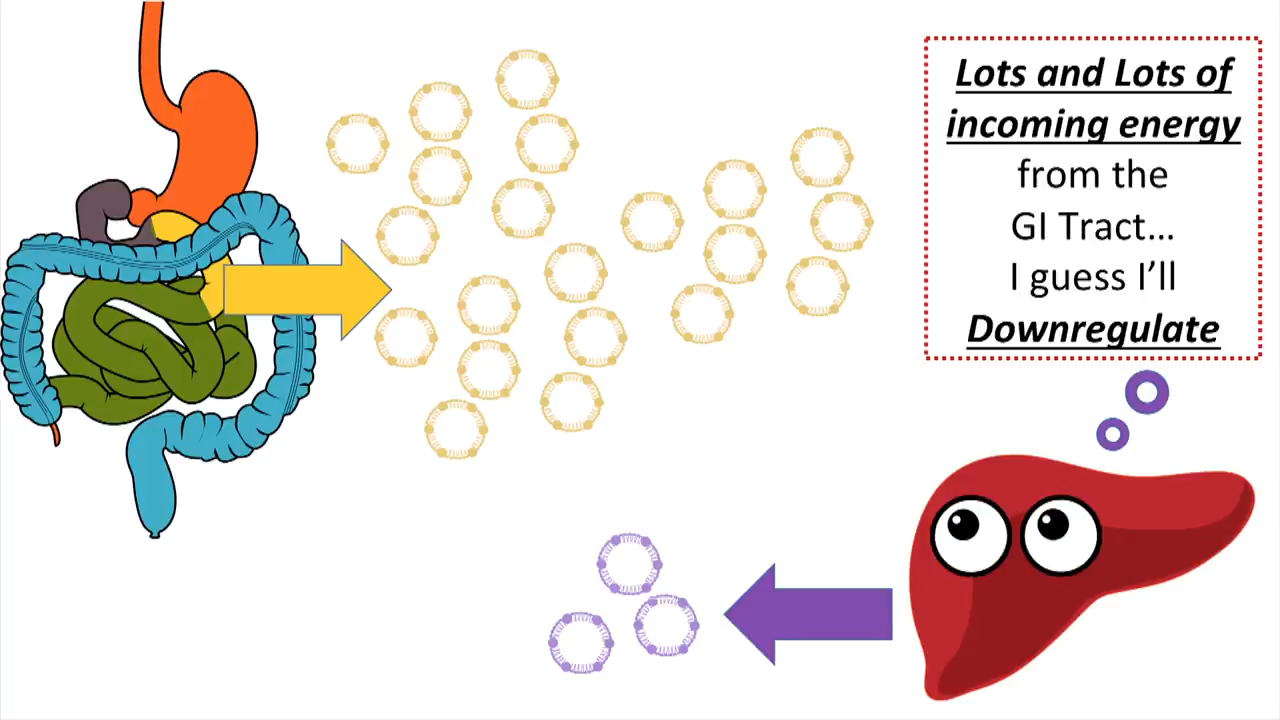 Lots and Lots of
incoming energy
from the
GI Tract…
I guess I’ll
Downregulate